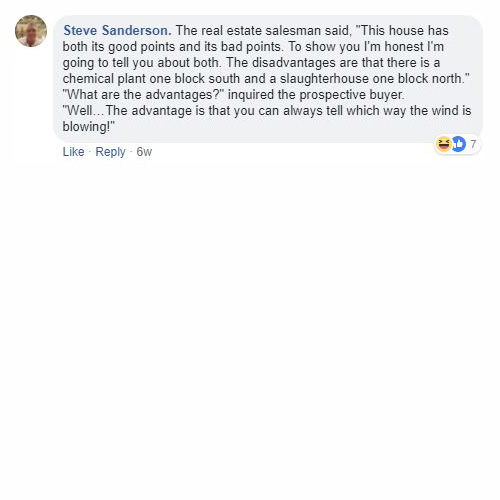 Steve Sanderson. The real estate salesman said, "This house has
both its good points and its bad points. To show you I'm honest I'm
going to tell you about both. The disadvantages are that there is a
chemical plant one block south and a slaughterhouse one block north."
"What are the advantages?" inquired the prospective buyer.
"Well...The advantage is that you can always tell which way the wind is
blowing!"
7
Like · Reply · 6w